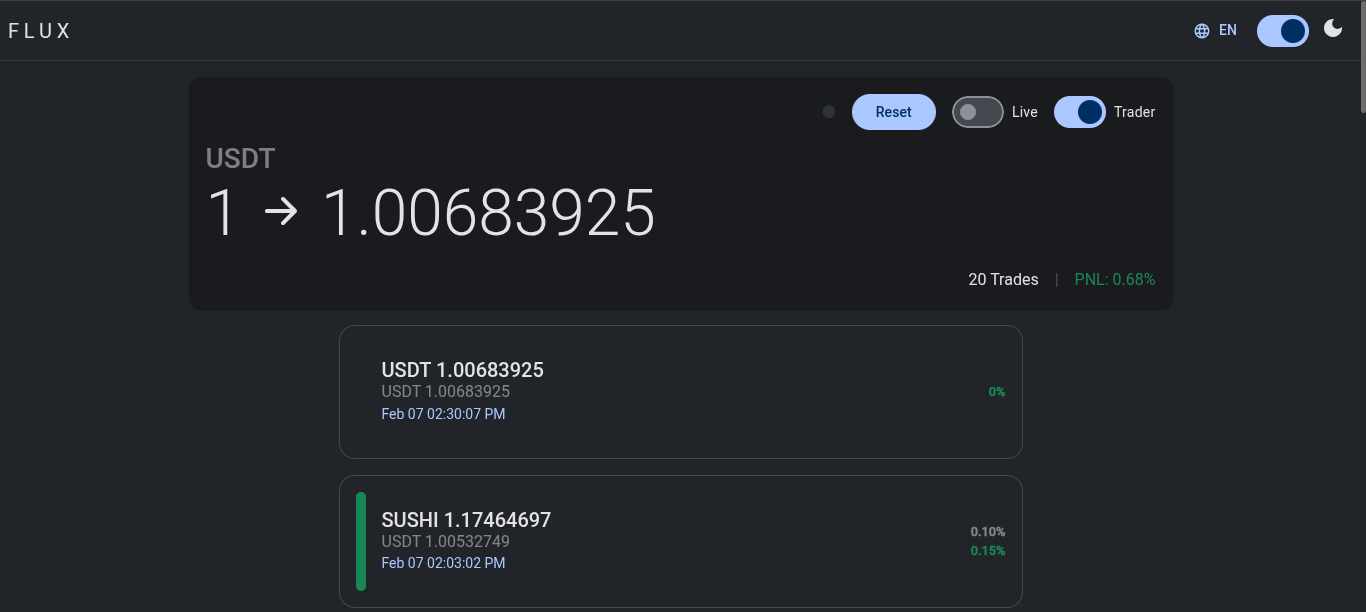 FLUX
EN
Reset
Live
Trader
USDT
1 → 1.00683925
20 Trades | PNL: 0.68%
USDT 1.00683925
USDT 1.00683925
0%
Feb 07 02:30:07 PM
SUSHI 1.17464697
0.10%
USDT 1.00532749
0.15%
Feb 07 02:03:02 PM